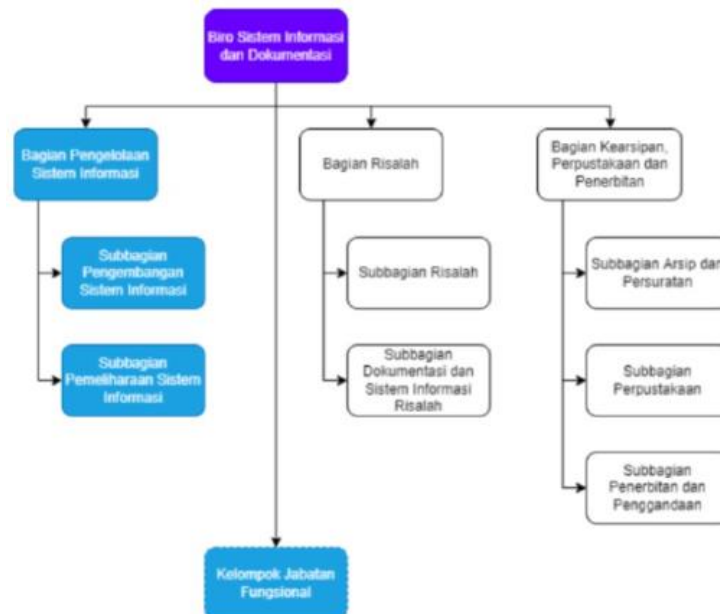 Biro Sistem Informasi
dan Dokumentasi
Bagian Pengelolaan
Sistem Informasi
Bagian Risalah
Bagian Kearsipan,
Perpustakaan dan
Penerbitan
Subbagian
Pengembangan
Sistem Informasi
Subbagian Risalah
Subbagian Arsip dan
Persuratan
Subbagian
Pemeliharaan Sistem
Informasi
Subbagian
Dokumentasi dan
Sistem Informasi
Risalah
Subbagian
Perpustakaan
Subbagian
Penerbitan dan
Penggandaan
Kelompok Jabatan
Fungsional